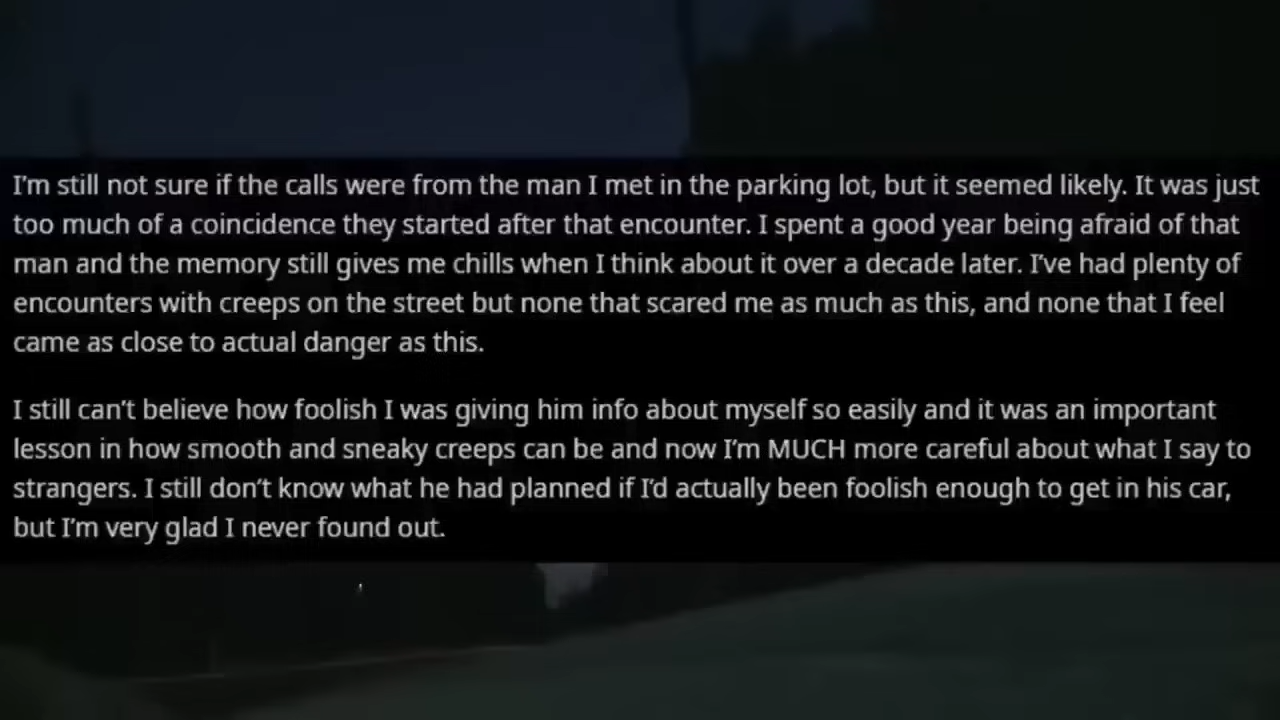 I’m still not sure if the calls were from the man I met in the parking lot, but it seemed likely. It was just
too much of a coincidence they started after that encounter. I spent a good year being afraid of that
man and the memory still gives me chills when I think about it over a decade later. I’ve had plenty of
encounters with creeps on the street but none that scared me as much as this, and none that I feel
came as close to actual danger as this.
I still can’t believe how foolish I was giving him info about myself so easily and it was an important
lesson in how smooth and sneaky creeps can be and now I’m MUCH more careful about what I say to
strangers. I still don’t know what he had planned if I’d actually been foolish enough to get in his car,
but I’m very glad I never found out.